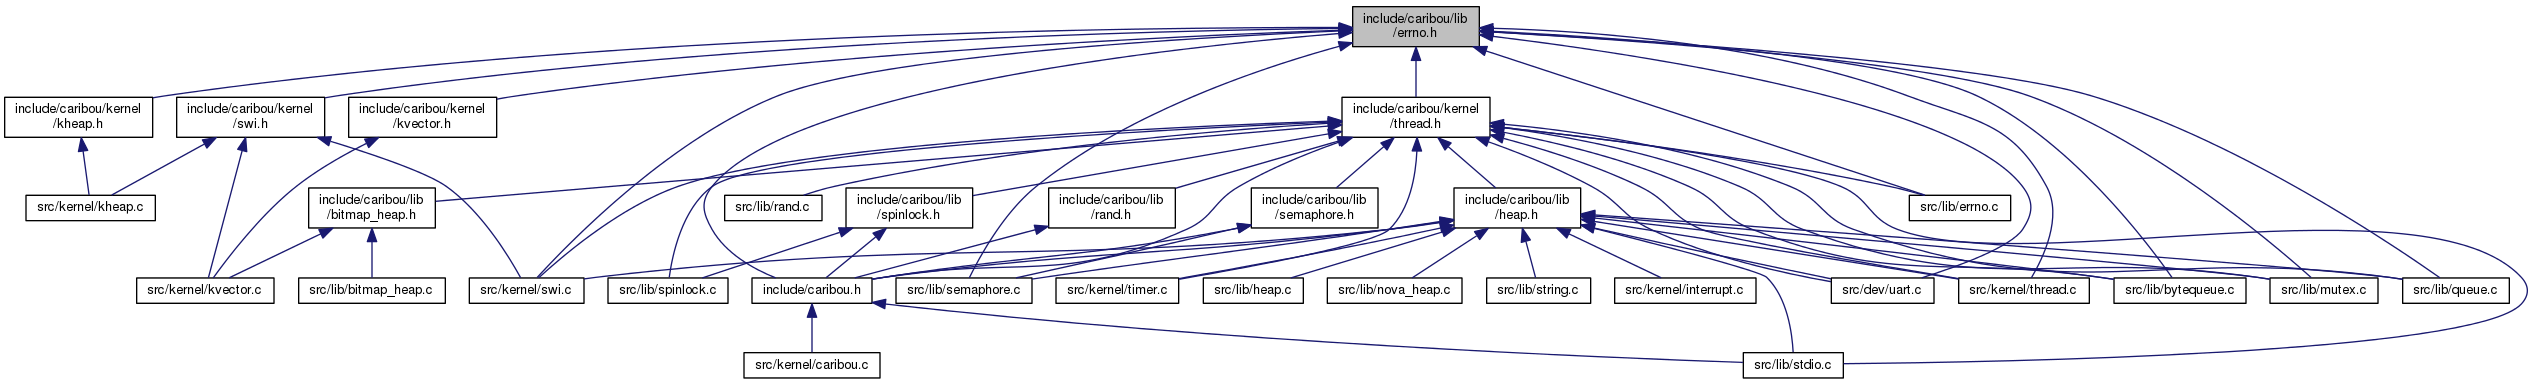 include/caribou/lib
/errno.h
include/caribou/kernel
/kheap.h
include/caribou/kernel
/swi.h
include/caribou/kernel
/kvector.h
include/caribou/kernel
/thread.h
src/kernel/kheap.c
include/caribou/lib
/bitmap_heap.h
src/lib/rand.c
include/caribou/lib
/spinlock.h
include/caribou/lib
/rand.h
include/caribou/lib
/semaphore.h
include/caribou/lib
/heap.h
src/lib/errno.c
src/kernel/kvector.c
src/lib/bitmap_heap.c
src/kernel/swi.c
src/lib/spinlock.c
include/caribou.h
src/lib/semaphore.c
src/kernel/timer.c
src/lib/heap.c
src/lib/nova_heap.c
src/lib/string.c
src/kernel/interrupt.c
src/dev/uart.c
src/kernel/thread.c
src/lib/bytequeue.c
src/lib/mutex.c
src/lib/queue.c
src/kernel/caribou.c
src/lib/stdio.c